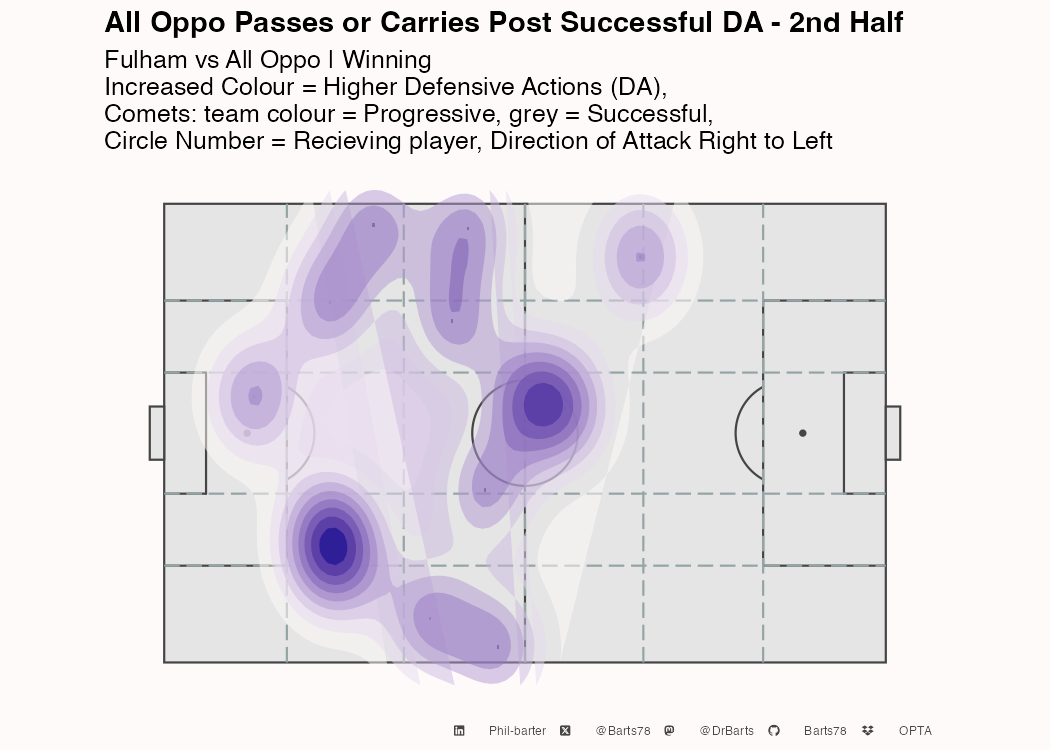 All Oppo Passes or Carries Post Successful DA - 2nd Half
Fulham vs All Oppo | Winning
Increased Colour = Higher Defensive Actions (DA),
Comets: team colour = Progressive, grey = Successful,
Circle Number = Recieving player, Direction of Attack Right to Left
Phil-barter @Barts78 @DrBarts Barts78 OPTA